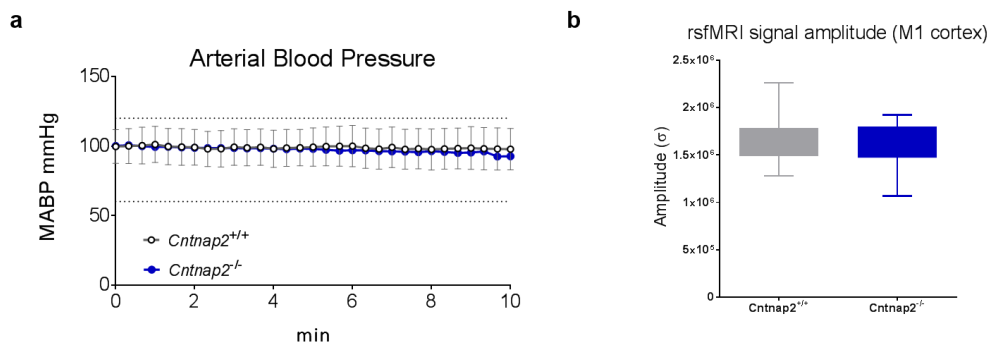 a
Arterial Blood Pressure
MABP mmHg
150
100
50
0
Cntnap2+/+
Cntnap2-/-
0 2 4 6 8 10
min
b
rsfMRI signal amplitude (M1 cortex)
Amplitude (σ)
2.5x10⁶
2x10⁶
1.5x10⁶
1x10⁶
5x10⁵
0
Cntnap2+/+ Cntnap2-/-